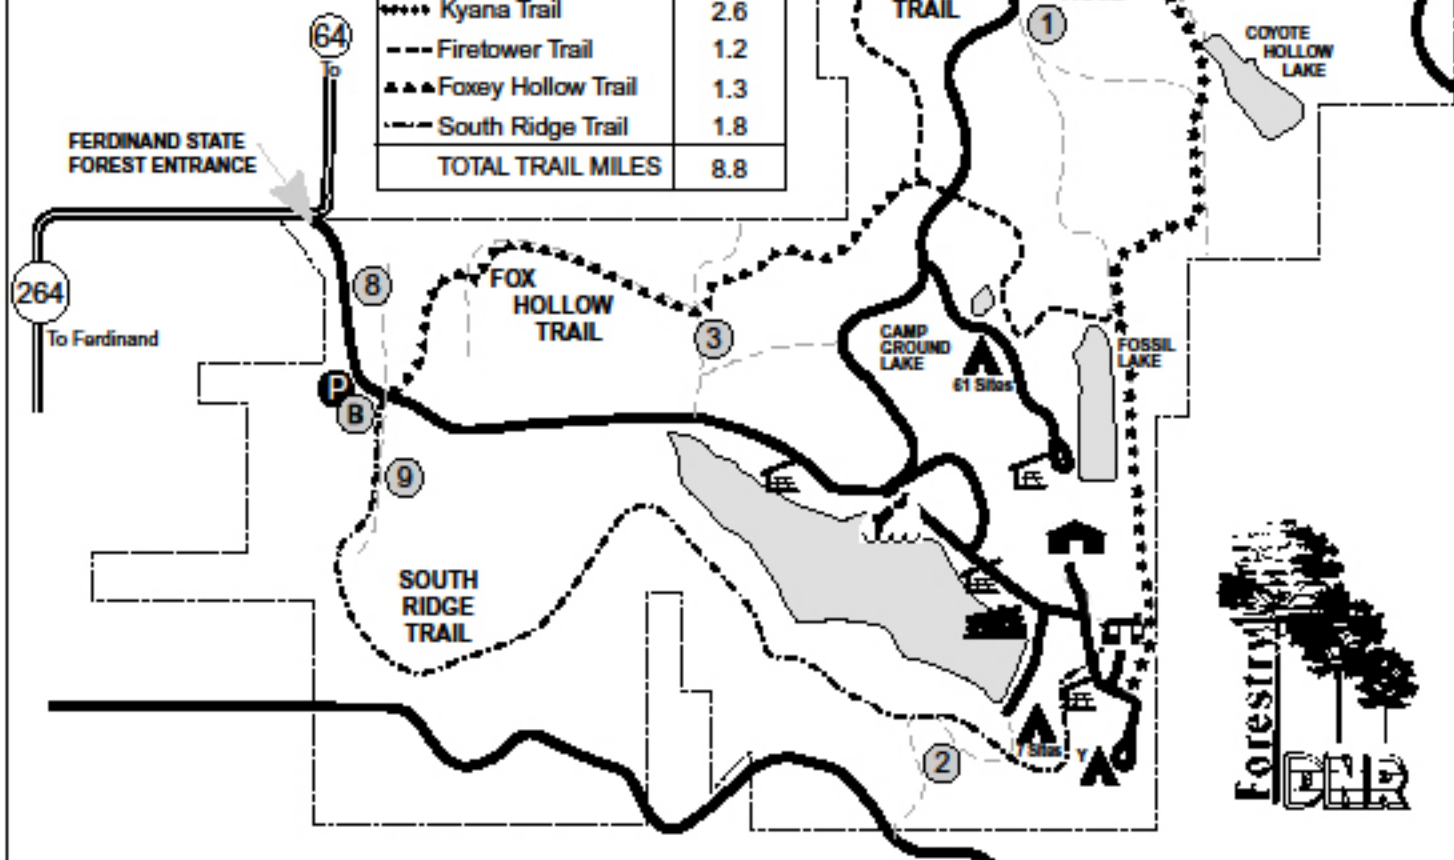 Kyana Trail 2.6
Firetower Trail 1.2
Foxey Hollow Trail 1.3
South Ridge Trail 1.8
TOTAL TRAIL MILES 8.8
64
To
TRAIL
1
COYOTE
HOLLOW
LAKE
FERDINAND STATE
FOREST ENTRANCE
264
To Ferdinand
8
FOX
HOLLOW
TRAIL
3
CAMP
GROUND
LAKE
61 Sites
FOSSIL
LAKE
P
B
9
SOUTH
RIDGE
TRAIL
2
7 Sites
Y
Forestry
DNR